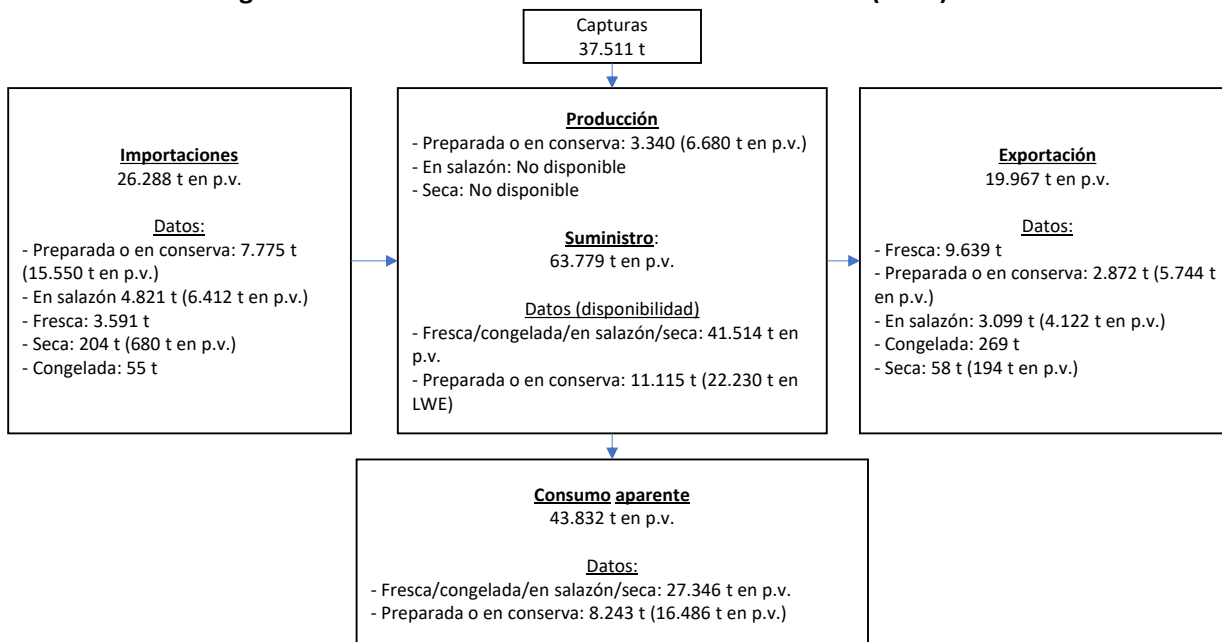 Capturas
37.511 t
Importaciones
26.288 t en p.v.
Datos:
- Preparada o en conserva: 7.775 t
(15.550 t en p.v.)
- En salazón 4.821 t (6.412 t en p.v.)
- Fresca: 3.591 t
- Seca: 204 t (680 t en p.v.)
- Congelada: 55 t
Producción
- Preparada o en conserva: 3.340 (6.680 t en p.v.)
- En salazón: No disponible
- Seca: No disponible
Suministro:
63.779 t en p.v.
Datos (disponibilidad)
- Fresca/congelada/en salazón/seca: 41.514 t en
p.v.
- Preparada o en conserva: 11.115 t (22.230 t en
LWE)
Exportación
19.967 t en p.v.
Datos:
- Fresca: 9.639 t
- Preparada o en conserva: 2.872 t (5.744 t
en p.v.)
- En salazón: 3.099 t (4.122 t en p.v.)
- Congelada: 269 t
- Seca: 58 t (194 t en p.v.)
Consumo aparente
43.832 t en p.v.
Datos:
- Fresca/congelada/en salazón/seca: 27.346 t en p.v.
- Preparada o en conserva: 8.243 t (16.486 t en p.v.)